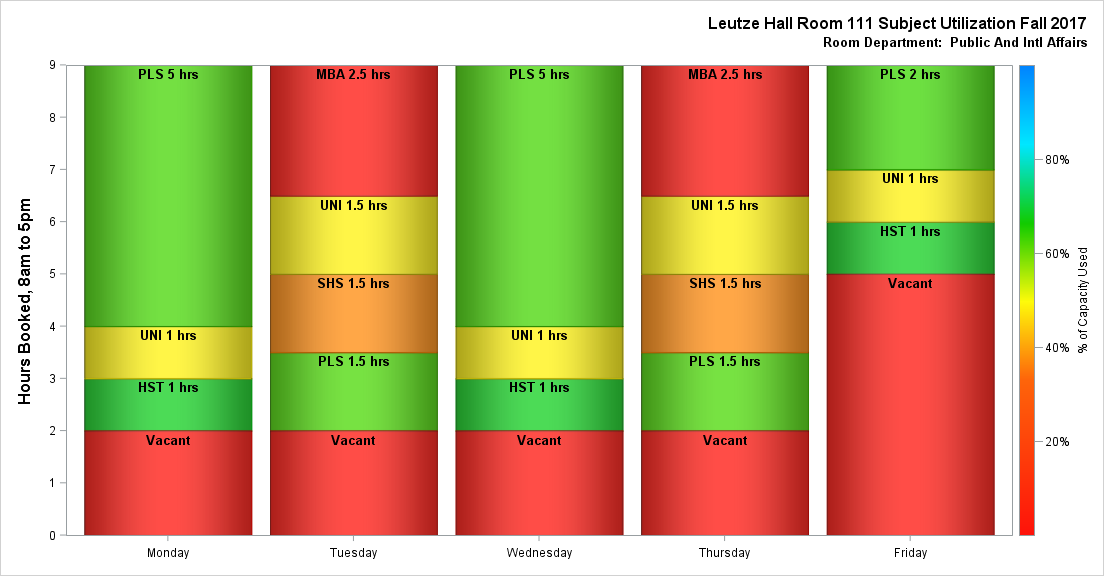 Leutze Hall Room 111 Subject Utilization Fall 2017
Room Department:  Public And Intl Affairs
Hours Booked, 8am to 5pm
9
8
7
6
5
4
3
2
1
0
PLS 5 hrs
UNI 1 hrs
HST 1 hrs
Vacant
MBA 2.5 hrs
UNI 1.5 hrs
SHS 1.5 hrs
PLS 1.5 hrs
Vacant
PLS 5 hrs
UNI 1 hrs
HST 1 hrs
Vacant
MBA 2.5 hrs
UNI 1.5 hrs
SHS 1.5 hrs
PLS 1.5 hrs
Vacant
PLS 2 hrs
UNI 1 hrs
HST 1 hrs
Vacant
Monday
Tuesday
Wednesday
Thursday
Friday
80%
60%
40%
20%
% of Capacity Used